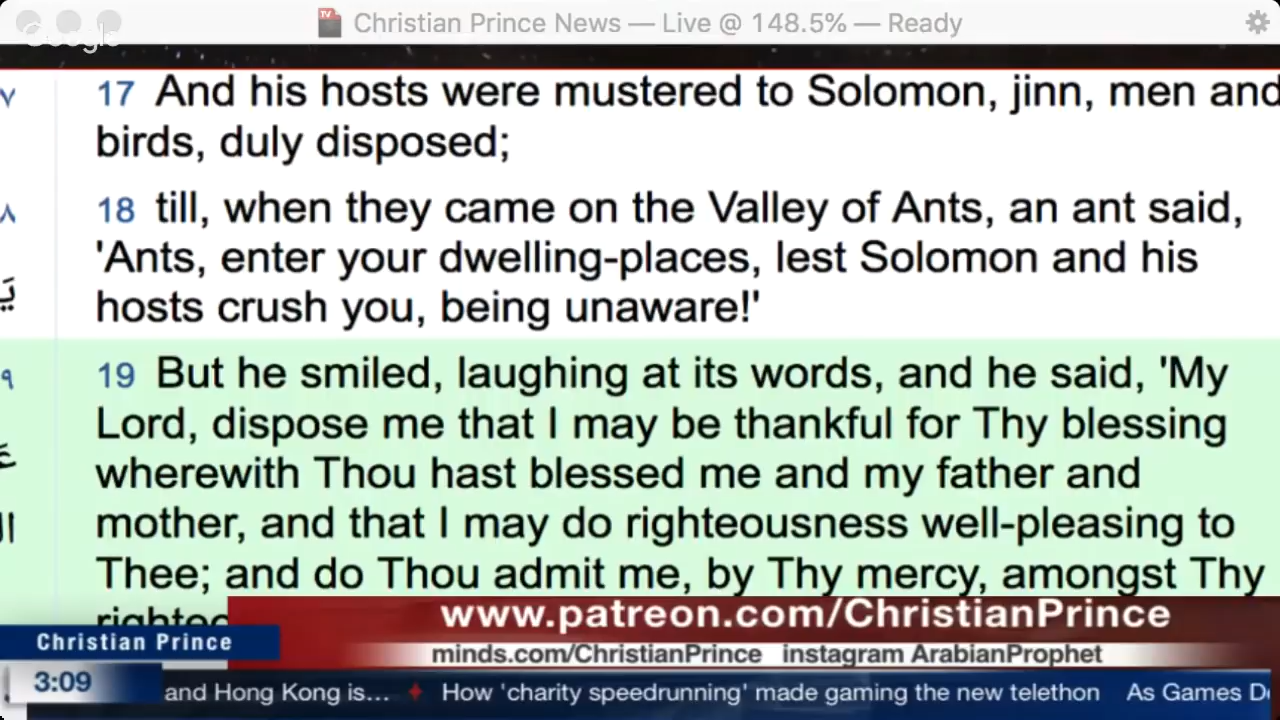 Christian Prince News — Live @ 148.5% — Ready
Google
17 And his hosts were mustered to Solomon, jinn, men and
birds, duly disposed;
18 till, when they came on the Valley of Ants, an ant said,
'Ants, enter your dwelling-places, lest Solomon and his
hosts crush you, being unaware!'
19 But he smiled, laughing at its words, and he said, 'My
Lord, dispose me that I may be thankful for Thy blessing
wherewith Thou hast blessed me and my father and
mother, and that I may do righteousness well-pleasing to
Thee; and do Thou admit me, by Thy mercy, amongst Thy
www.patreon.com/ChristianPrince
Christian Prince
minds.com/ChristianPrince instagram ArabianProphet
3:09 and Hong Kong is... How 'charity speedrunning' made gaming the new telethon As Games